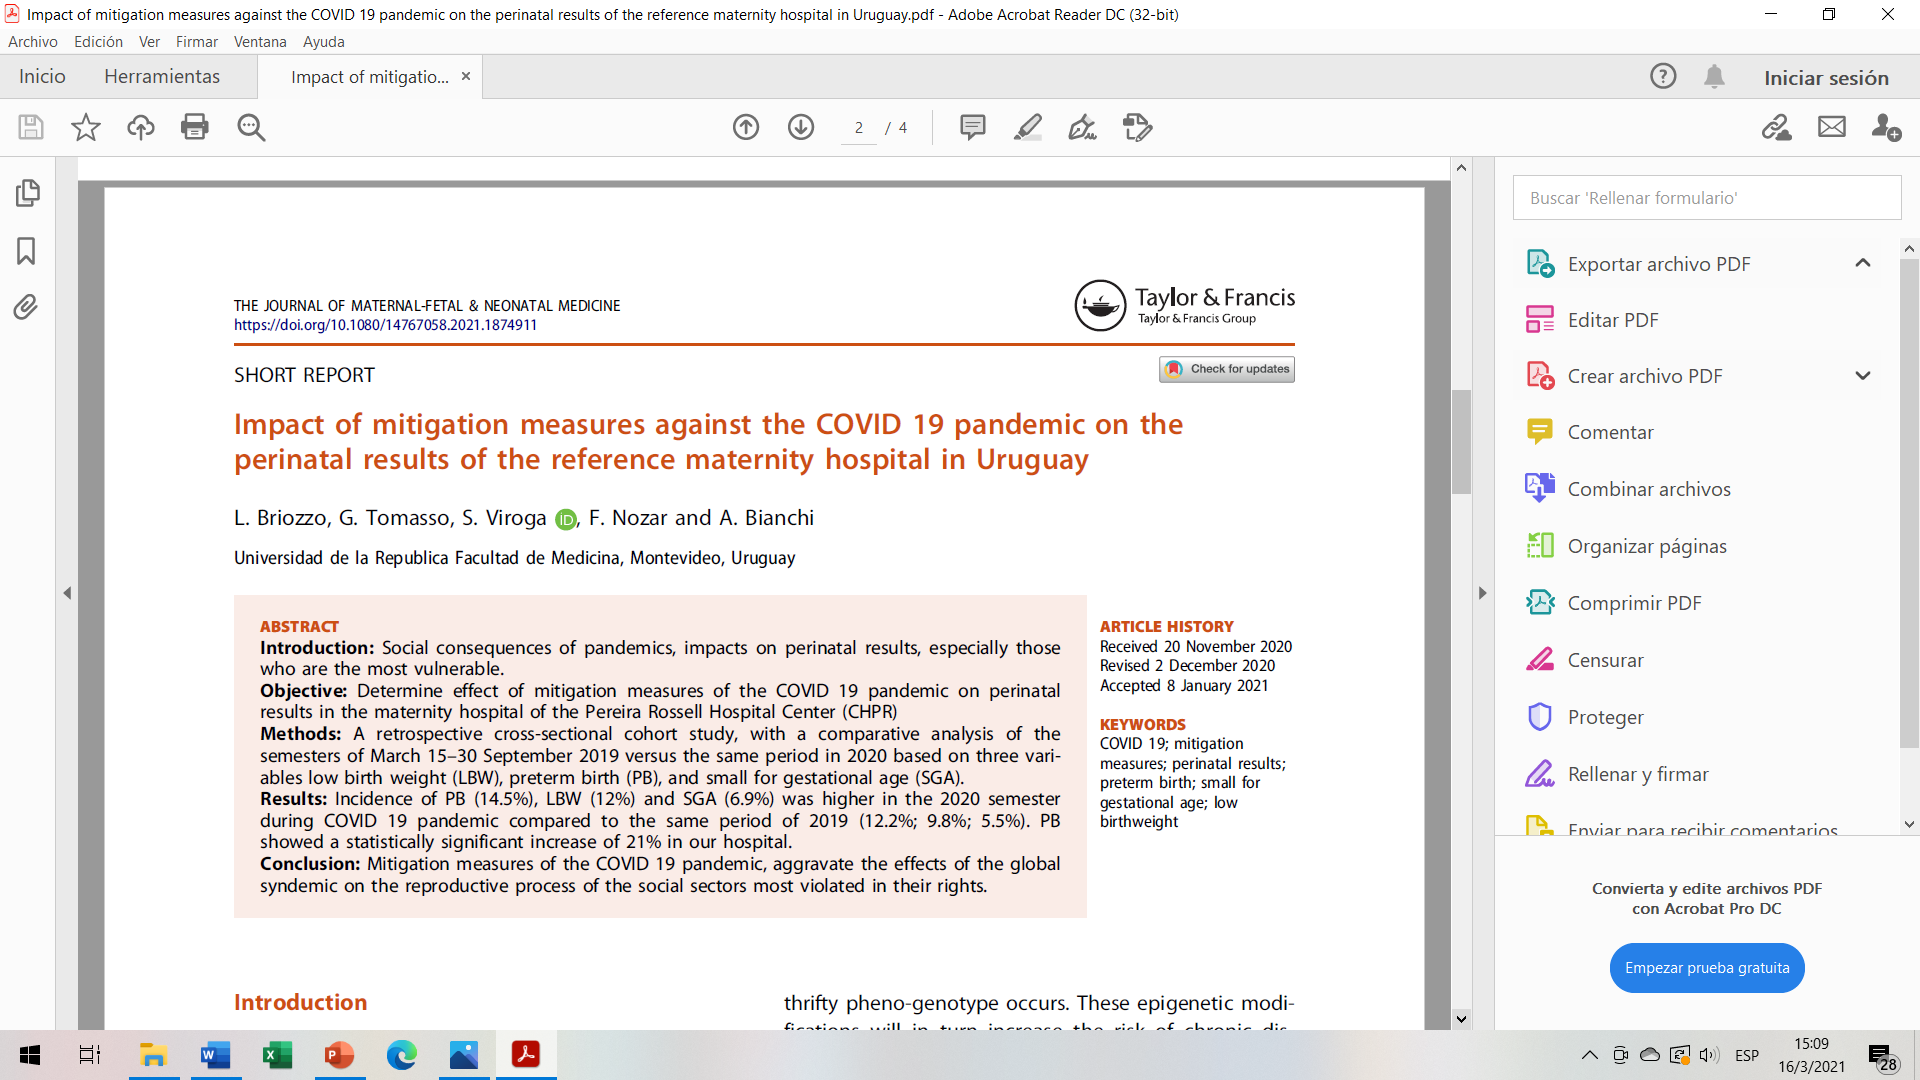 Impact of mitigation measures against the COVID 19 pandemic on the perinatal results of the reference maternity hospital in Uruguay.pdf - Adobe Acrobat Reader DC (32-bit)
Archivo Edición Ver Firmar Ventana Ayuda
Inicio Herramientas Impact of mitigatio... × Iniciar sesión
2 / 4
Buscar 'Rellenar formulario'
Exportar archivo PDF
Editar PDF
Crear archivo PDF
Comentar
Combinar archivos
Organizar páginas
Comprimir PDF
Censurar
Proteger
Rellenar y firmar
Enviar para recibir comentarios
Convierta y edite archivos PDF
con Acrobat Pro DC
Empezar prueba gratuita
THE JOURNAL OF MATERNAL-FETAL & NEONATAL MEDICINE
https://doi.org/10.1080/14767058.2021.1874911
Taylor & Francis
Taylor & Francis Group
SHORT REPORT
Check for updates
Impact of mitigation measures against the COVID 19 pandemic on the
perinatal results of the reference maternity hospital in Uruguay
L. Briozzo, G. Tomasso, S. Viroga iD, F. Nozar and A. Bianchi
Universidad de la Republica Facultad de Medicina, Montevideo, Uruguay
ABSTRACT
Introduction: Social consequences of pandemics, impacts on perinatal results, especially those
who are the most vulnerable.
Objective: Determine effect of mitigation measures of the COVID 19 pandemic on perinatal
results in the maternity hospital of the Pereira Rossell Hospital Center (CHPR)
Methods: A retrospective cross-sectional cohort study, with a comparative analysis of the
semesters of March 15–30 September 2019 versus the same period in 2020 based on three vari-
ables low birth weight (LBW), preterm birth (PB), and small for gestational age (SGA).
Results: Incidence of PB (14.5%), LBW (12%) and SGA (6.9%) was higher in the 2020 semester
during COVID 19 pandemic compared to the same period of 2019 (12.2%; 9.8%; 5.5%). PB
showed a statistically significant increase of 21% in our hospital.
Conclusion: Mitigation measures of the COVID 19 pandemic, aggravate the effects of the global
syndemic on the reproductive process of the social sectors most violated in their rights.
ARTICLE HISTORY
Received 20 November 2020
Revised 2 December 2020
Accepted 8 January 2021
KEYWORDS
COVID 19; mitigation
measures; perinatal results;
preterm birth; small for
gestational age; low
birthweight
Introduction
thrifty pheno-genotype occurs. These epigenetic modi-
fications will in turn increase the risk of chronic dis-
ESP
15:09
16/3/2021
28